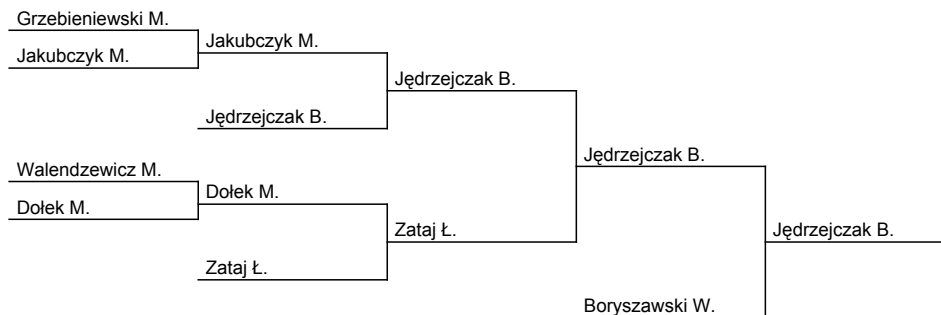 Grzebieniewski M.
Jakubczyk M.
Jakubczyk M.
Jędrzejczak B.
Jędrzejczak B.
Jędrzejczak B.
Walendzewicz M.
Dołek M.
Dołek M.
Zataj Ł.
Jędrzejczak B.
Zataj Ł.
Boryszawski W.